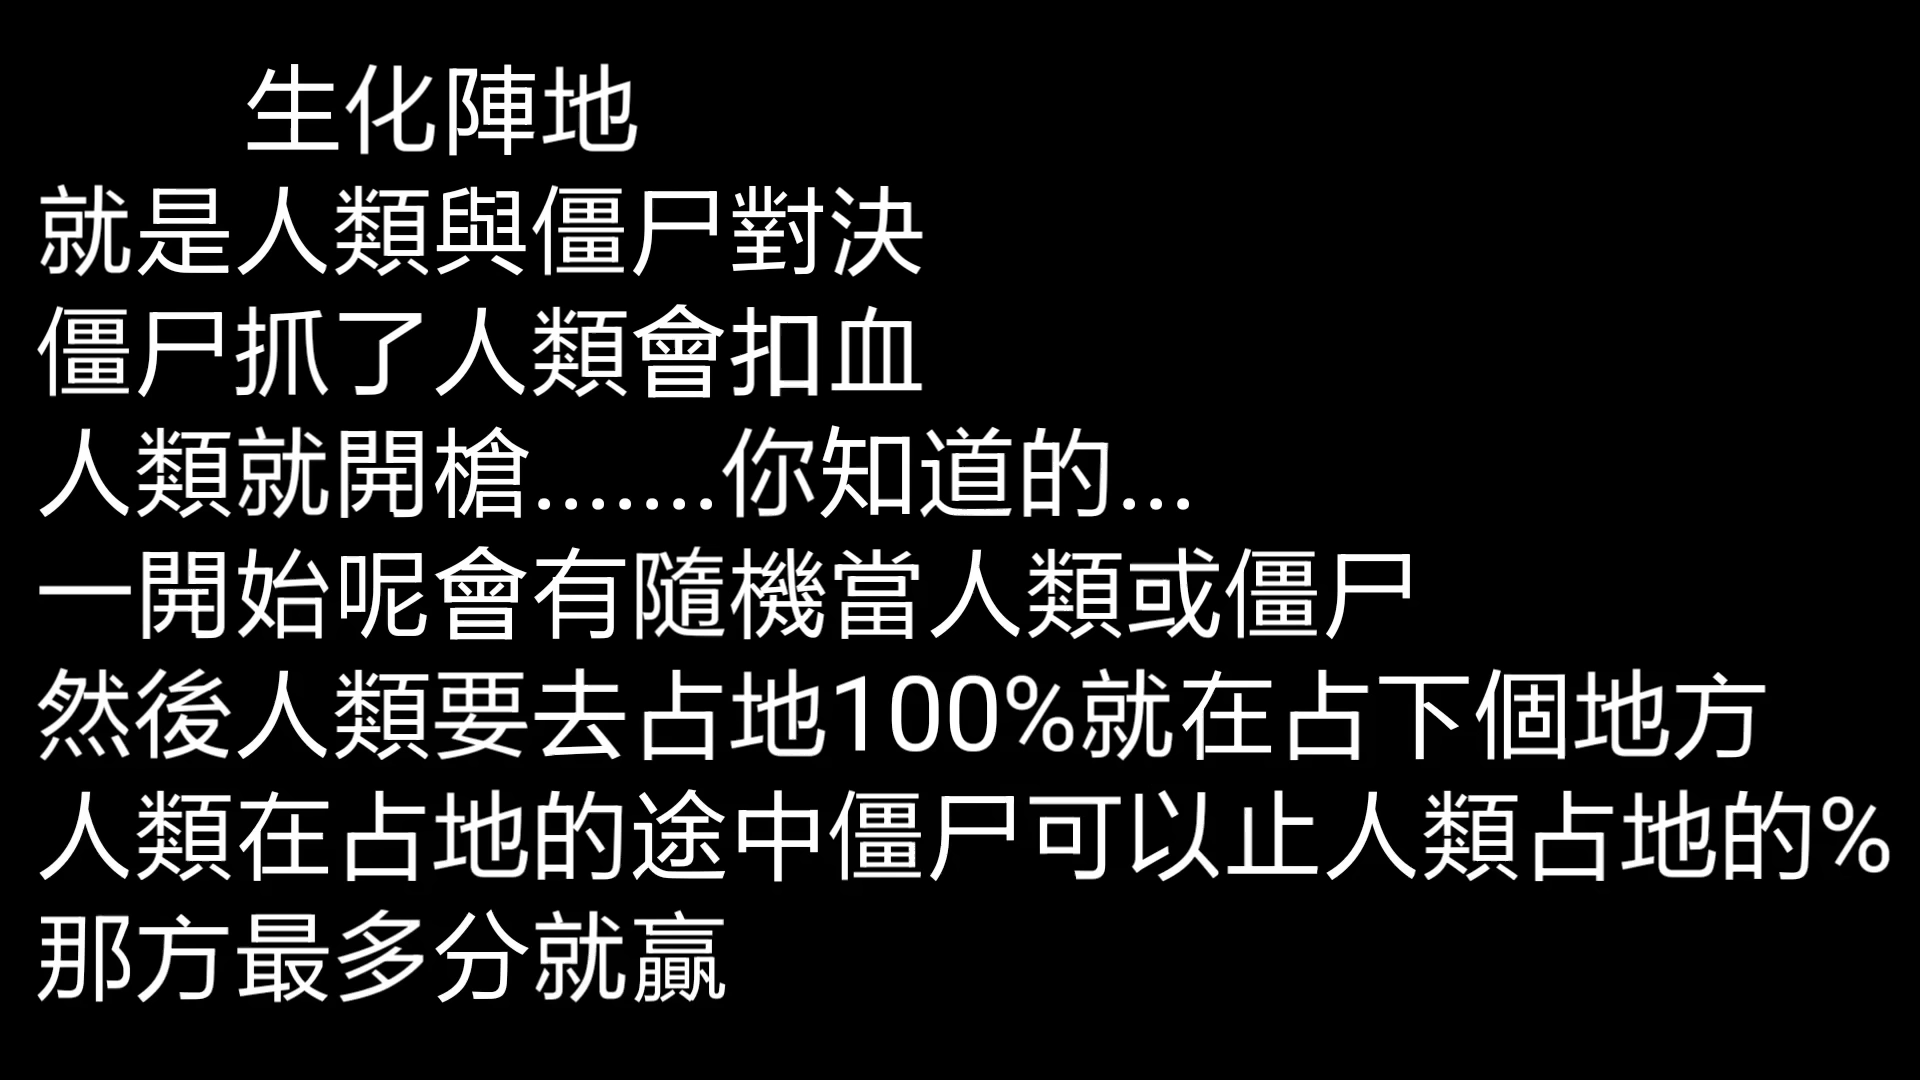 生化陣地
就是人類與僵尸對決
僵尸抓了人類會扣血
人類就開槍.......你知道的...
一開始呢會有隨機當人類或僵尸
然後人類要去占地100%就在占下個地方
人類在占地的途中僵尸可以止人類占地的%
那方最多分就贏